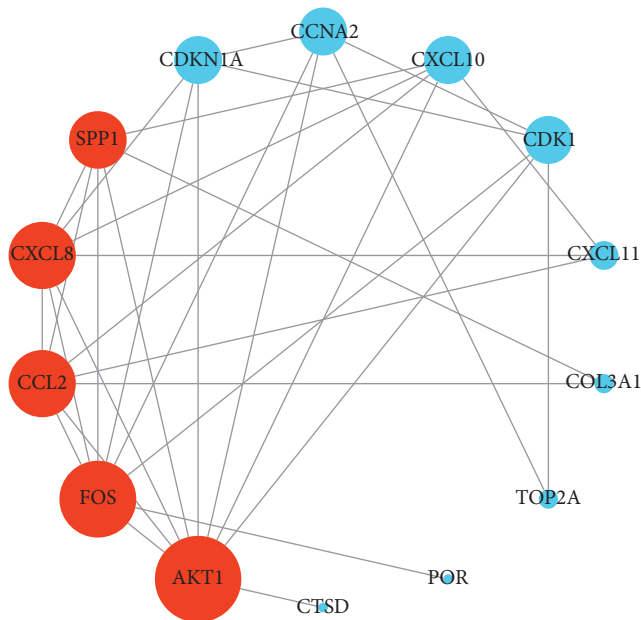 CCNA2
CDKN1A
CXCL10
SPP1
CDK1
CXCL8
CXCL11
CCL2
COL3A1
FOS
TOP2A
AKT1
POR
CTSD